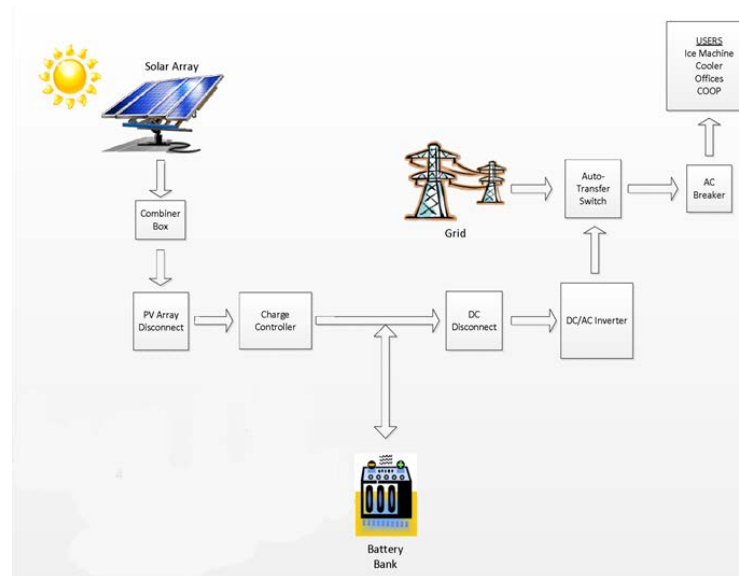 Solar Array
USERS
Ice Machine
Cooler
Offices
COOP
Combiner
Box
Grid
Auto-
Transfer
Switch
AC
Breaker
PV Array
Disconnect
Charge
Controller
DC
Disconnect
DC/AC Inverter
Battery
Bank